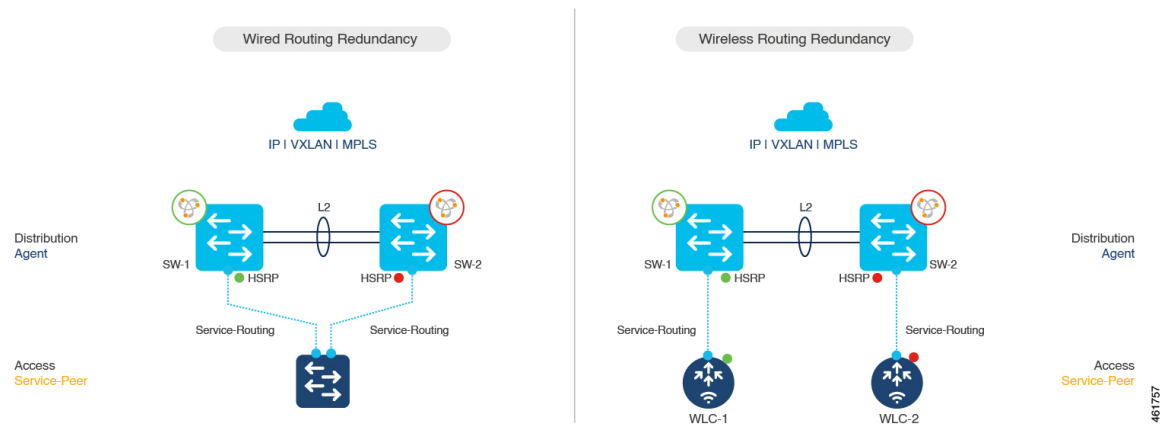 Wired Routing Redundancy
IP I VXLAN I MPLS
L2
Distribution
Agent
SW-1
HSRP
HSRP
SW-2
Service-Routing
Service-Routing
Access
Service-Peer
Wireless Routing Redundancy
IP I VXLAN I MPLS
L2
Distribution
Agent
SW-1
HSRP
HSRP
SW-2
Service-Routing
Service-Routing
Access
Service-Peer
WLC-1
WLC-2
461757